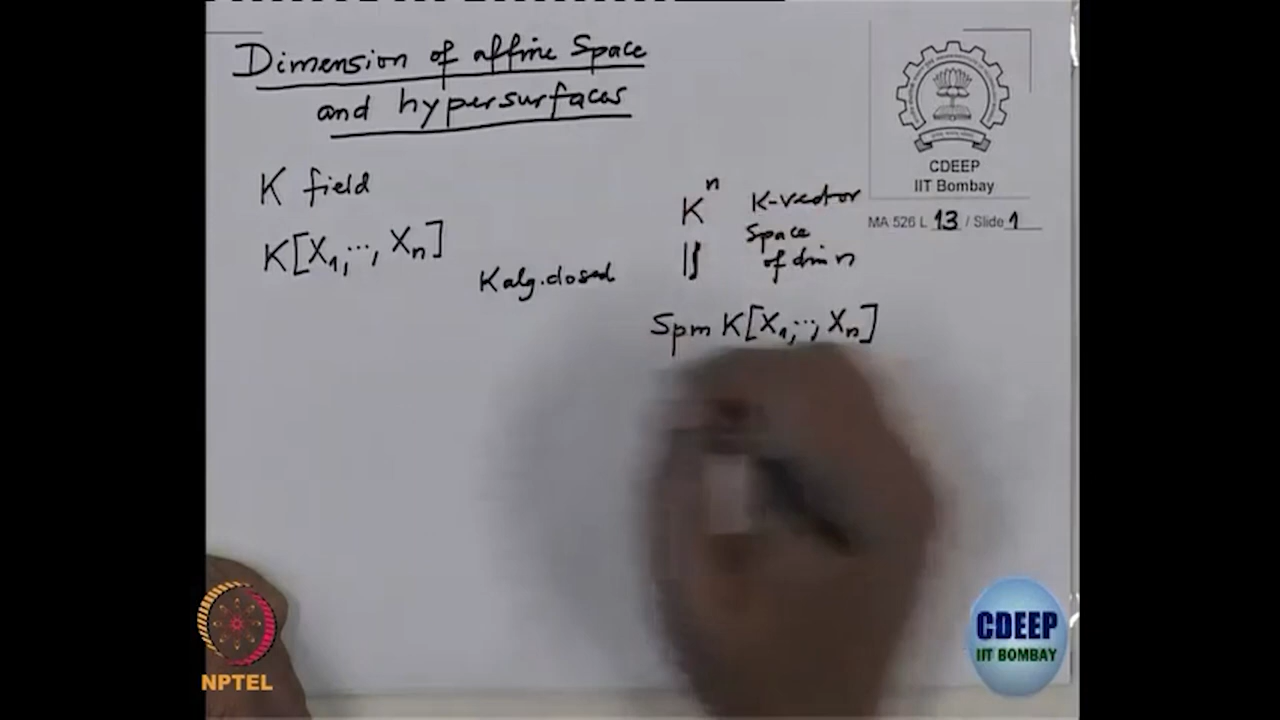 Dimension of affine Space
and hypersurfaces
K field
K[X₁,…, Xₙ]
K alg. closed
Kⁿ K-vector
Space
of dim n
||
Spm K[X₁,…, Xₙ]
CDEEP
IIT Bombay
MA 526 L 13 / Slide 1
NPTEL
CDEEP
IIT BOMBAY